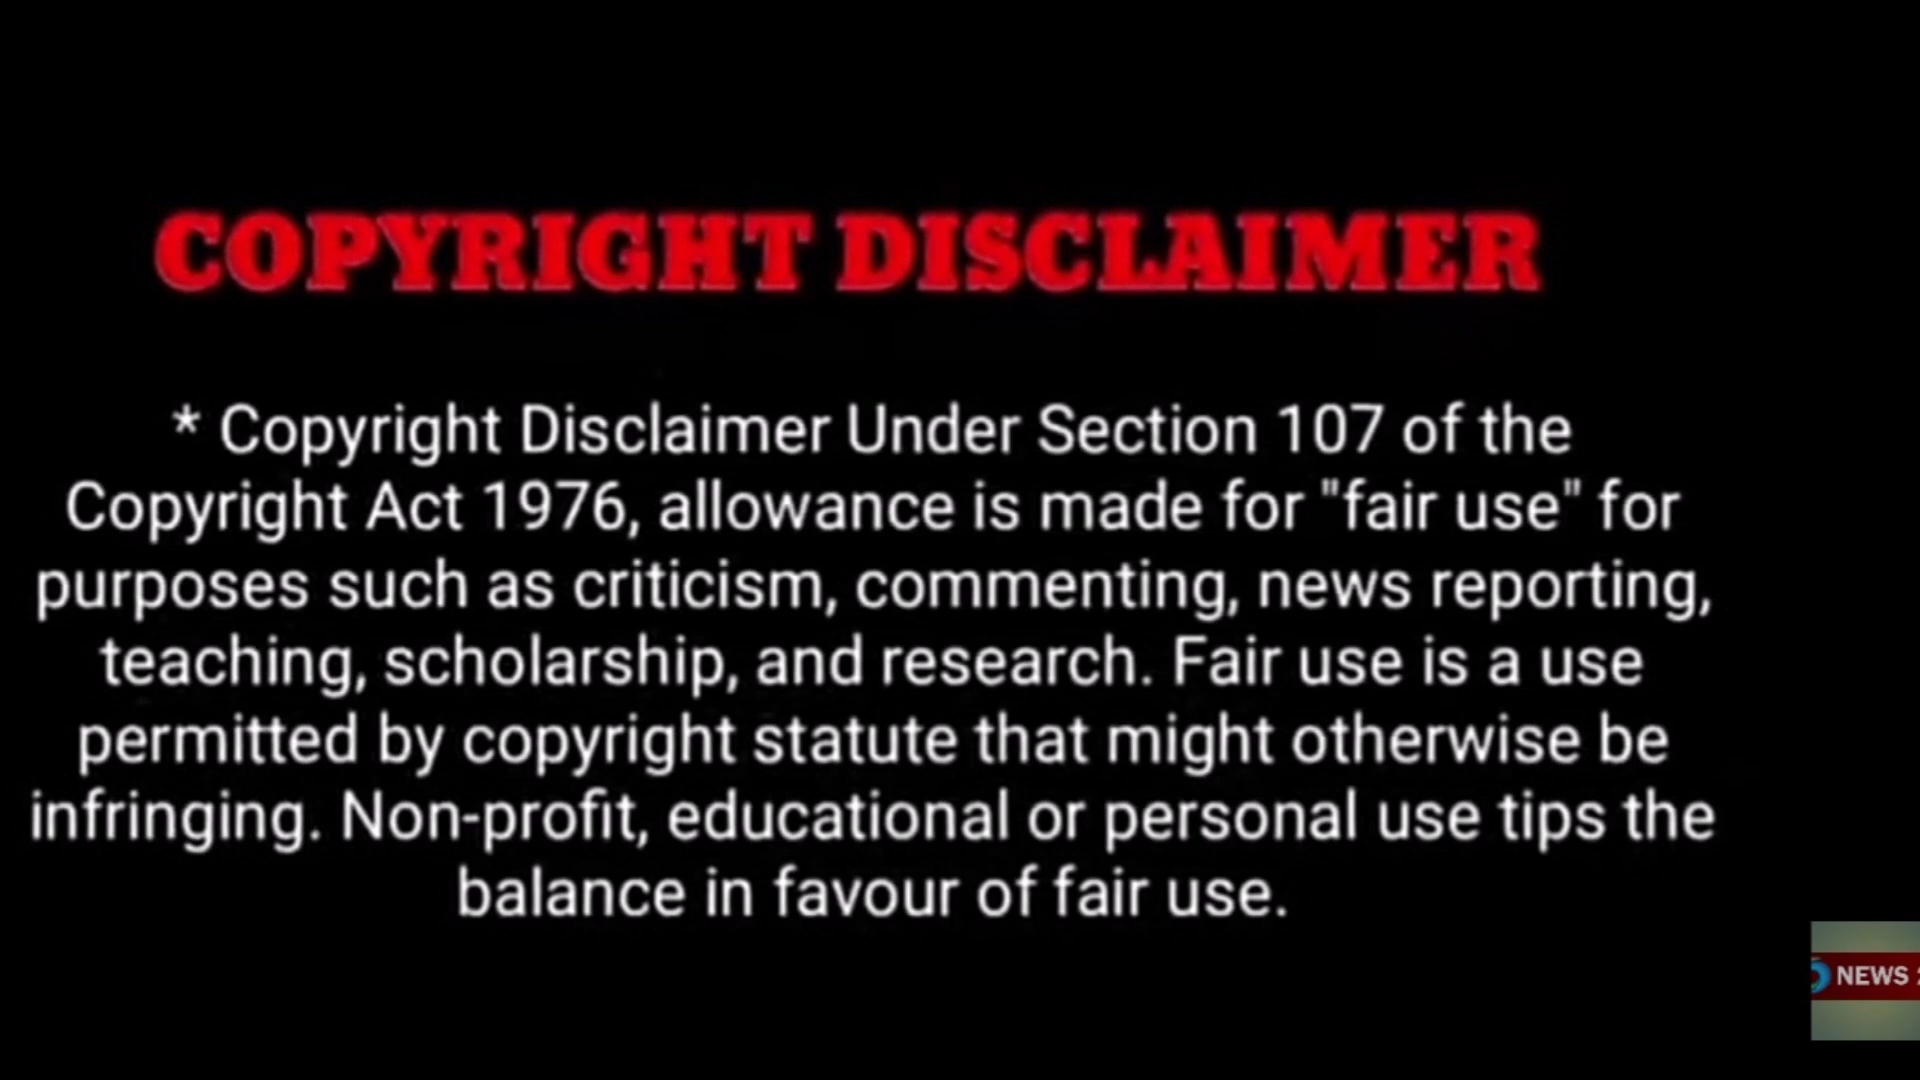 COPYRIGHT DISCLAIMER
* Copyright Disclaimer Under Section 107 of the
Copyright Act 1976, allowance is made for "fair use" for
purposes such as criticism, commenting, news reporting,
teaching, scholarship, and research. Fair use is a use
permitted by copyright statute that might otherwise be
infringing. Non-profit, educational or personal use tips the
balance in favour of fair use.
NEWS